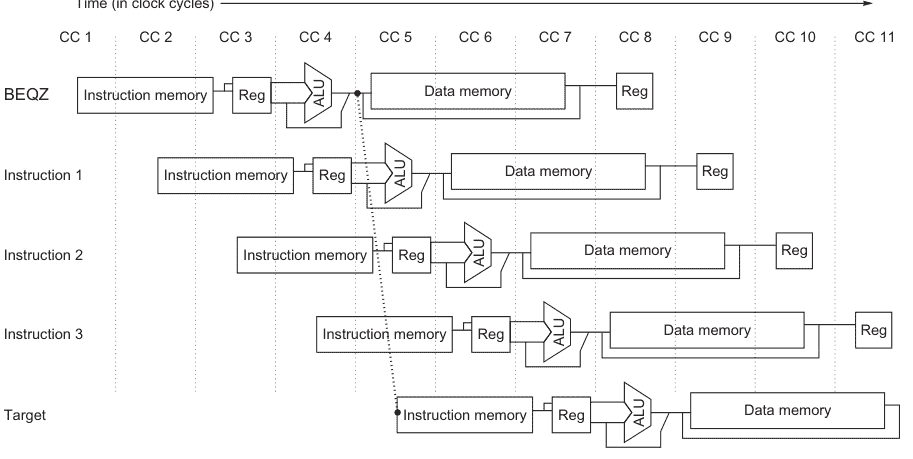 Time (in clock cycles)
CC 1 CC 2 CC 3 CC 4 CC 5 CC 6 CC 7 CC 8 CC 9 CC 10 CC 11
BEQZ Instruction memory Reg ALU Data memory Reg
Instruction 1 Instruction memory Reg ALU Data memory Reg
Instruction 2 Instruction memory Reg ALU Data memory Reg
Instruction 3 Instruction memory Reg ALU Data memory Reg
Target Instruction memory Reg ALU Data memory